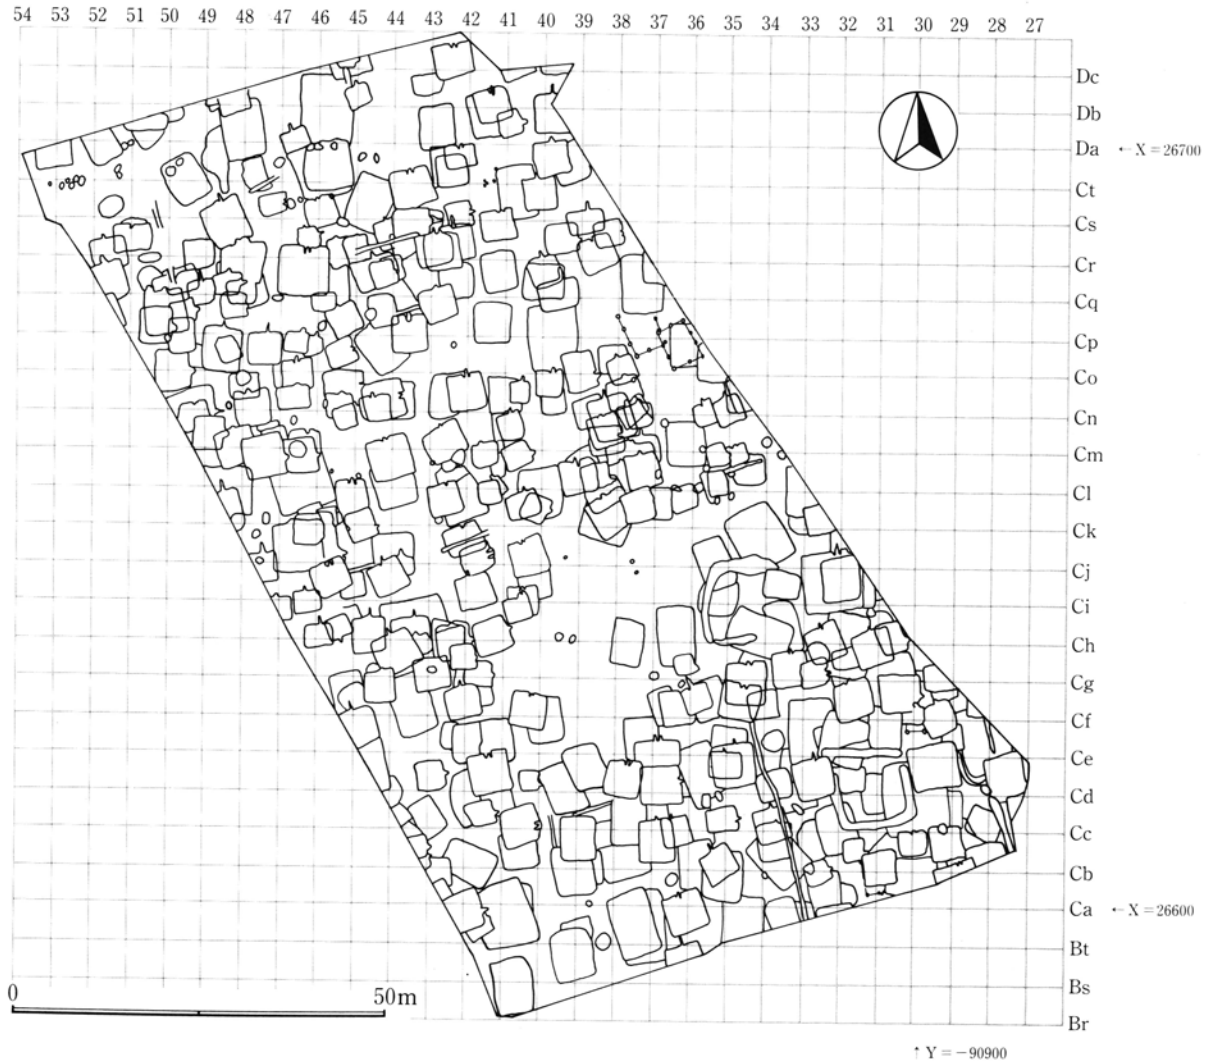 54 53 52 51 50 49 48 47 46 45 44 43 42 41 40 39 38 37 36 35 34 33 32 31 30 29 28 27
Dc
Db
Da ← X = 26700
Ct
Cs
Cr
Cq
Cp
Co
Cn
Cm
Cl
Ck
Cj
Ci
Ch
Cg
Cf
Ce
Cd
Cc
Cb
Ca ← X = 26600
Bt
Bs
0 50m
Br
↑ Y = −90900